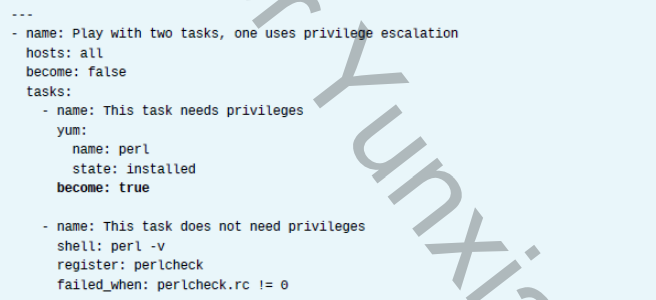 ---
- name: Play with two tasks, one uses privilege escalation
  hosts: all
  become: false
  tasks:
    - name: This task needs privileges
      yum:
        name: perl
        state: installed
      become: true

    - name: This task does not need privileges
      shell: perl -v
      register: perlcheck
      failed_when: perlcheck.rc != 0
r Yunxi